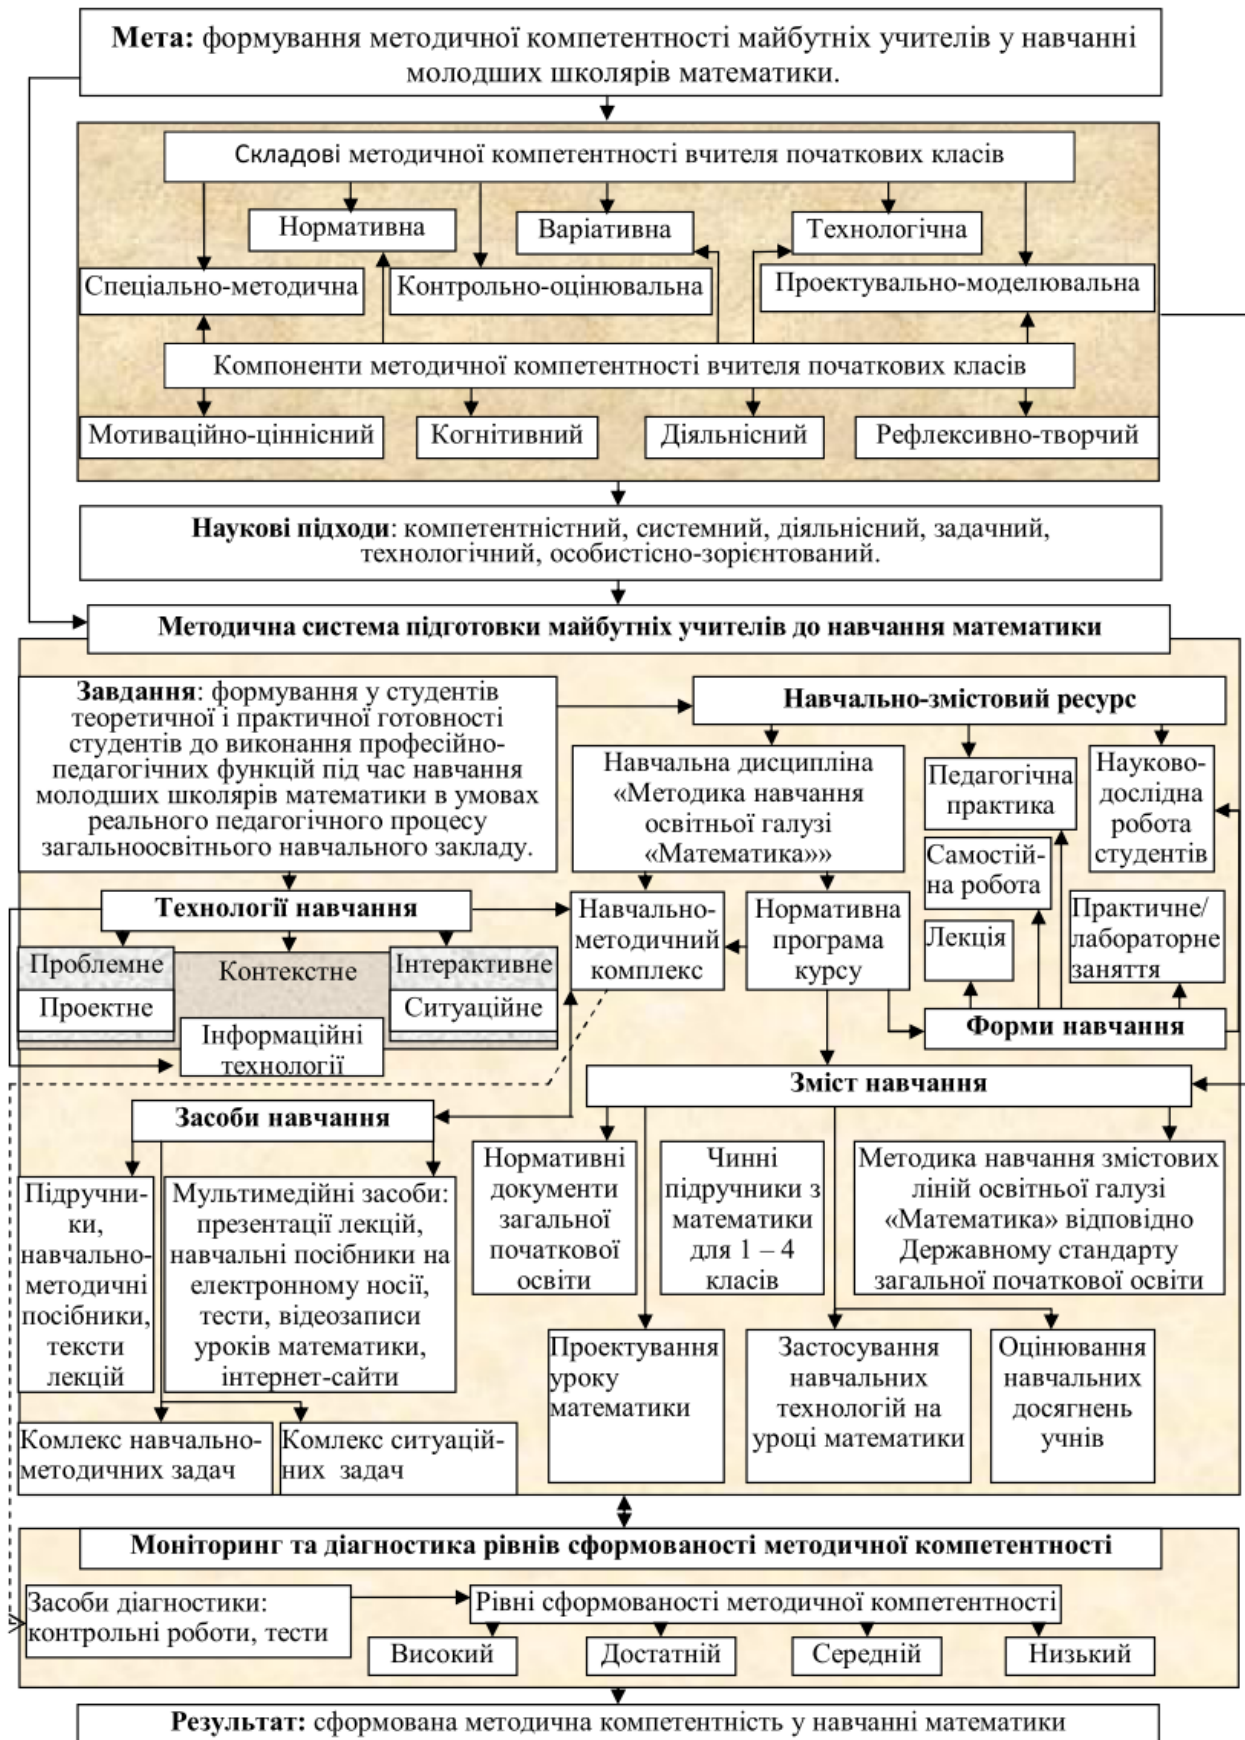 Мета: формування методичної компетентності майбутніх учителів у навчанні
молодших школярів математики.
Складові методичної компетентності вчителя початкових класів
Нормативна
Варіативна
Технологічна
Спеціально-методична
Контрольно-оцінювальна
Проектувально-моделювальна
Компоненти методичної компетентності вчителя початкових класів
Мотиваційно-ціннісний
Когнітивний
Діяльнісний
Рефлексивно-творчий
Наукові підходи: компетентністний, системний, діяльнісний, задачний,
технологічний, особистісно-зорієнтований.
Методична система підготовки майбутніх учителів до навчання математики
Завдання: формування у студентів
теоретичної і практичної готовності
студентів до виконання професійно-
педагогічних функцій під час навчання
молодших школярів математики в умовах
реального педагогічного процесу
загальноосвітнього навчального закладу.
Навчально-змістовий ресурс
Навчальна дисципліна
«Методика навчання
освітньої галузі
«Математика»»
Педагогічна
практика
Науково-
дослідна
робота
студентів
Самостій-
на робота
Лекція
Практичне/
лабораторне
заняття
Технології навчання
Проблемне
Проектне
Контекстне
Інтерактивне
Ситуаційне
Інформаційні
технології
Навчально-
методичний
комплекс
Нормативна
програма
курсу
Форми навчання
Зміст навчання
Засоби навчання
Підручни-
ки,
навчально-
методичні
посібники,
тексти
лекцій
Мультимедійні засоби:
презентації лекцій,
навчальні посібники на
електронному носії,
тести, відеозаписи
уроків математики,
інтернет-сайти
Нормативні
документи
загальної
початкової
освіти
Чинні
підручники з
математики
для 1 – 4
класів
Методика навчання змістових
ліній освітньої галузі
«Математика» відповідно
Державному стандарту
загальної початкової освіти
Комлекс навчально-
методичних задач
Комлекс ситуацій-
них задач
Проектування
уроку
математики
Застосування
навчальних
технологій на
уроці математики
Оцінювання
навчальних
досягнень
учнів
Моніторинг та діагностика рівнів сформованості методичної компетентності
Засоби діагностики:
контрольні роботи, тести
Рівні сформованості методичної компетентності
Високий
Достатній
Середній
Низький
Результат: сформована методична компетентність у навчанні математики